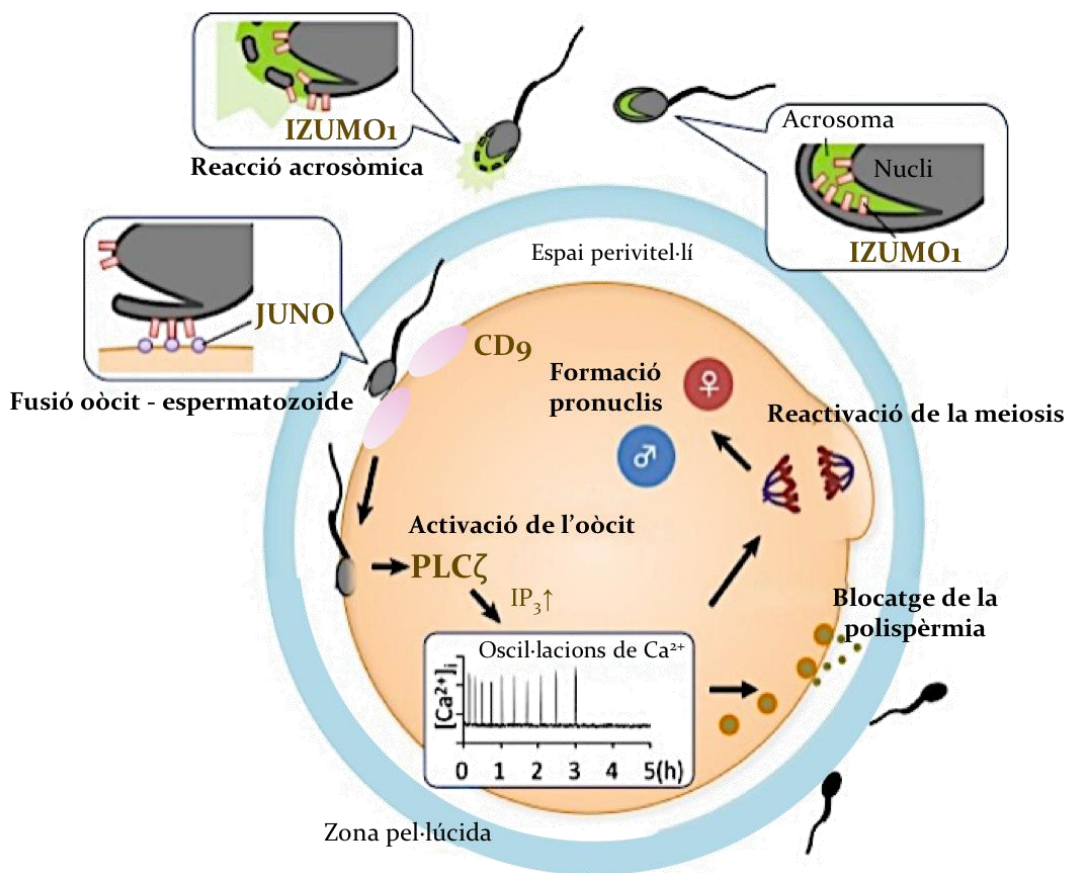 IZUMO1
Reacció acrosòmica
Acrosoma
Nucli
IZUMO1
Espai perivitel·lí
JUNO
Fusió oòcit - espermatozoide
CD9
Formació
pronuclis
♀
♂
Reactivació de la meiosis
Activació de l'oòcit
PLCζ
IP₃↑
Blocatge de la
polispèrmia
Oscil·lacions de Ca²⁺
[Ca²⁺]i
0 1 2 3 4 5(h)
Zona pel·lúcida